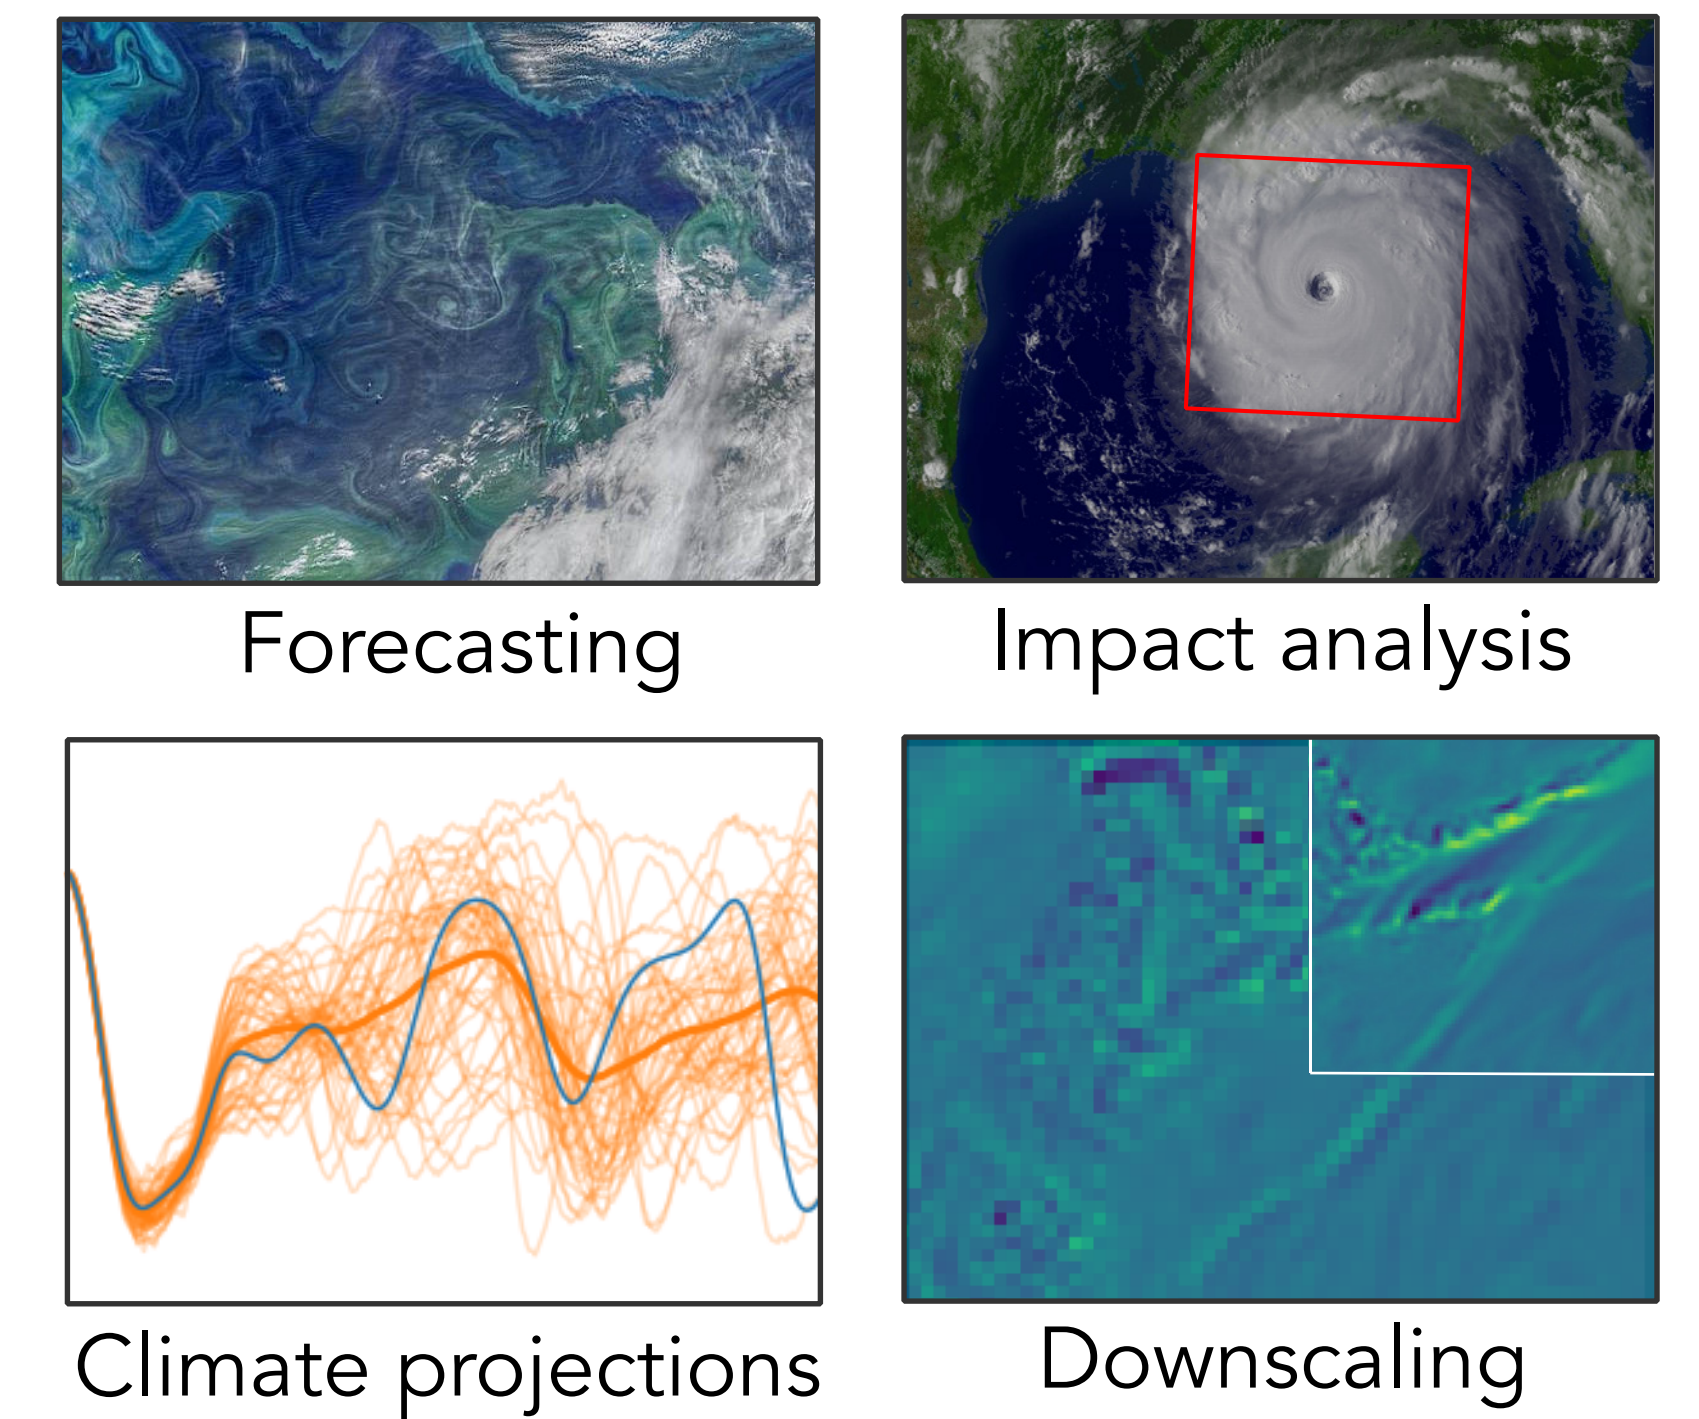 Forecasting
Impact analysis
Climate projections
Downscaling